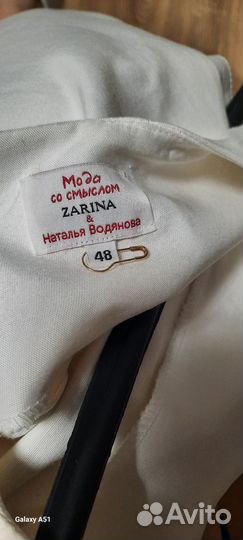 Мода
со смыслом
ZARINA
&
Наталья Водянова
48
Galaxy A51
Avito